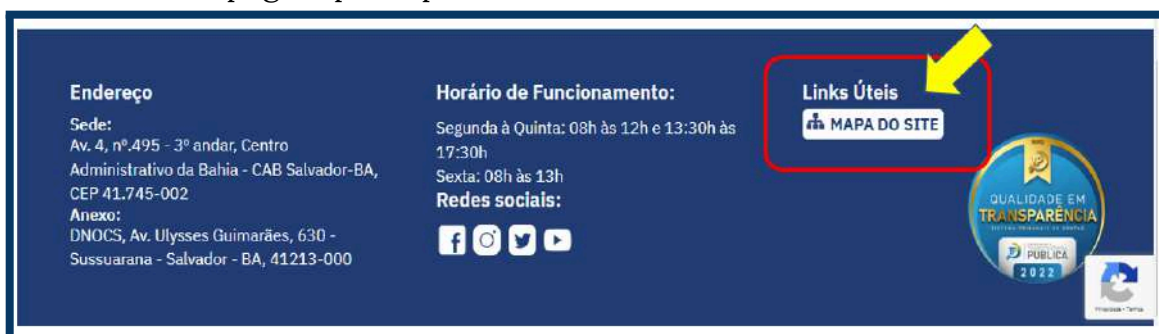 Endereço
Sede:
Av. 4, nº.495 - 3º andar, Centro
Administrativo da Bahia - CAB Salvador-BA,
CEP 41.745-002
Anexo:
DNOCS, Av. Ulysses Guimarães, 630 -
Sussuarana - Salvador - BA, 41213-000
Horário de Funcionamento:
Segunda à Quinta: 08h às 12h e 13:30h às
17:30h
Sexta: 08h às 13h
Redes sociais:
Links Úteis
MAPA DO SITE
QUALIDADE EM
TRANSPARÊNCIA
PÚBLICA
2022